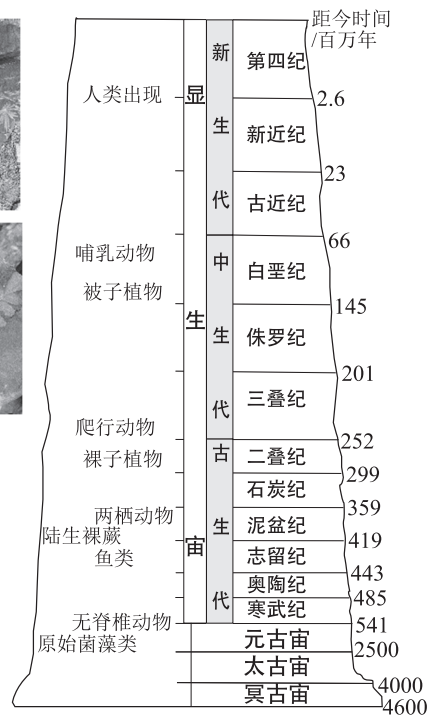 距今时间
/百万年
新生代
第四纪
人类出现
显生宙
2.6
新近纪
23
古近纪
66
哺乳动物
中生代
白垩纪
被子植物
145
侏罗纪
201
三叠纪
爬行动物
252
古生代
二叠纪
裸子植物
299
石炭纪
359
两栖动物
泥盆纪
陆生裸蕨
419
鱼类
志留纪
443
奥陶纪
485
寒武纪
无脊椎动物
541
原始菌藻类
元古宙
2500
太古宙
4000
冥古宙
4600